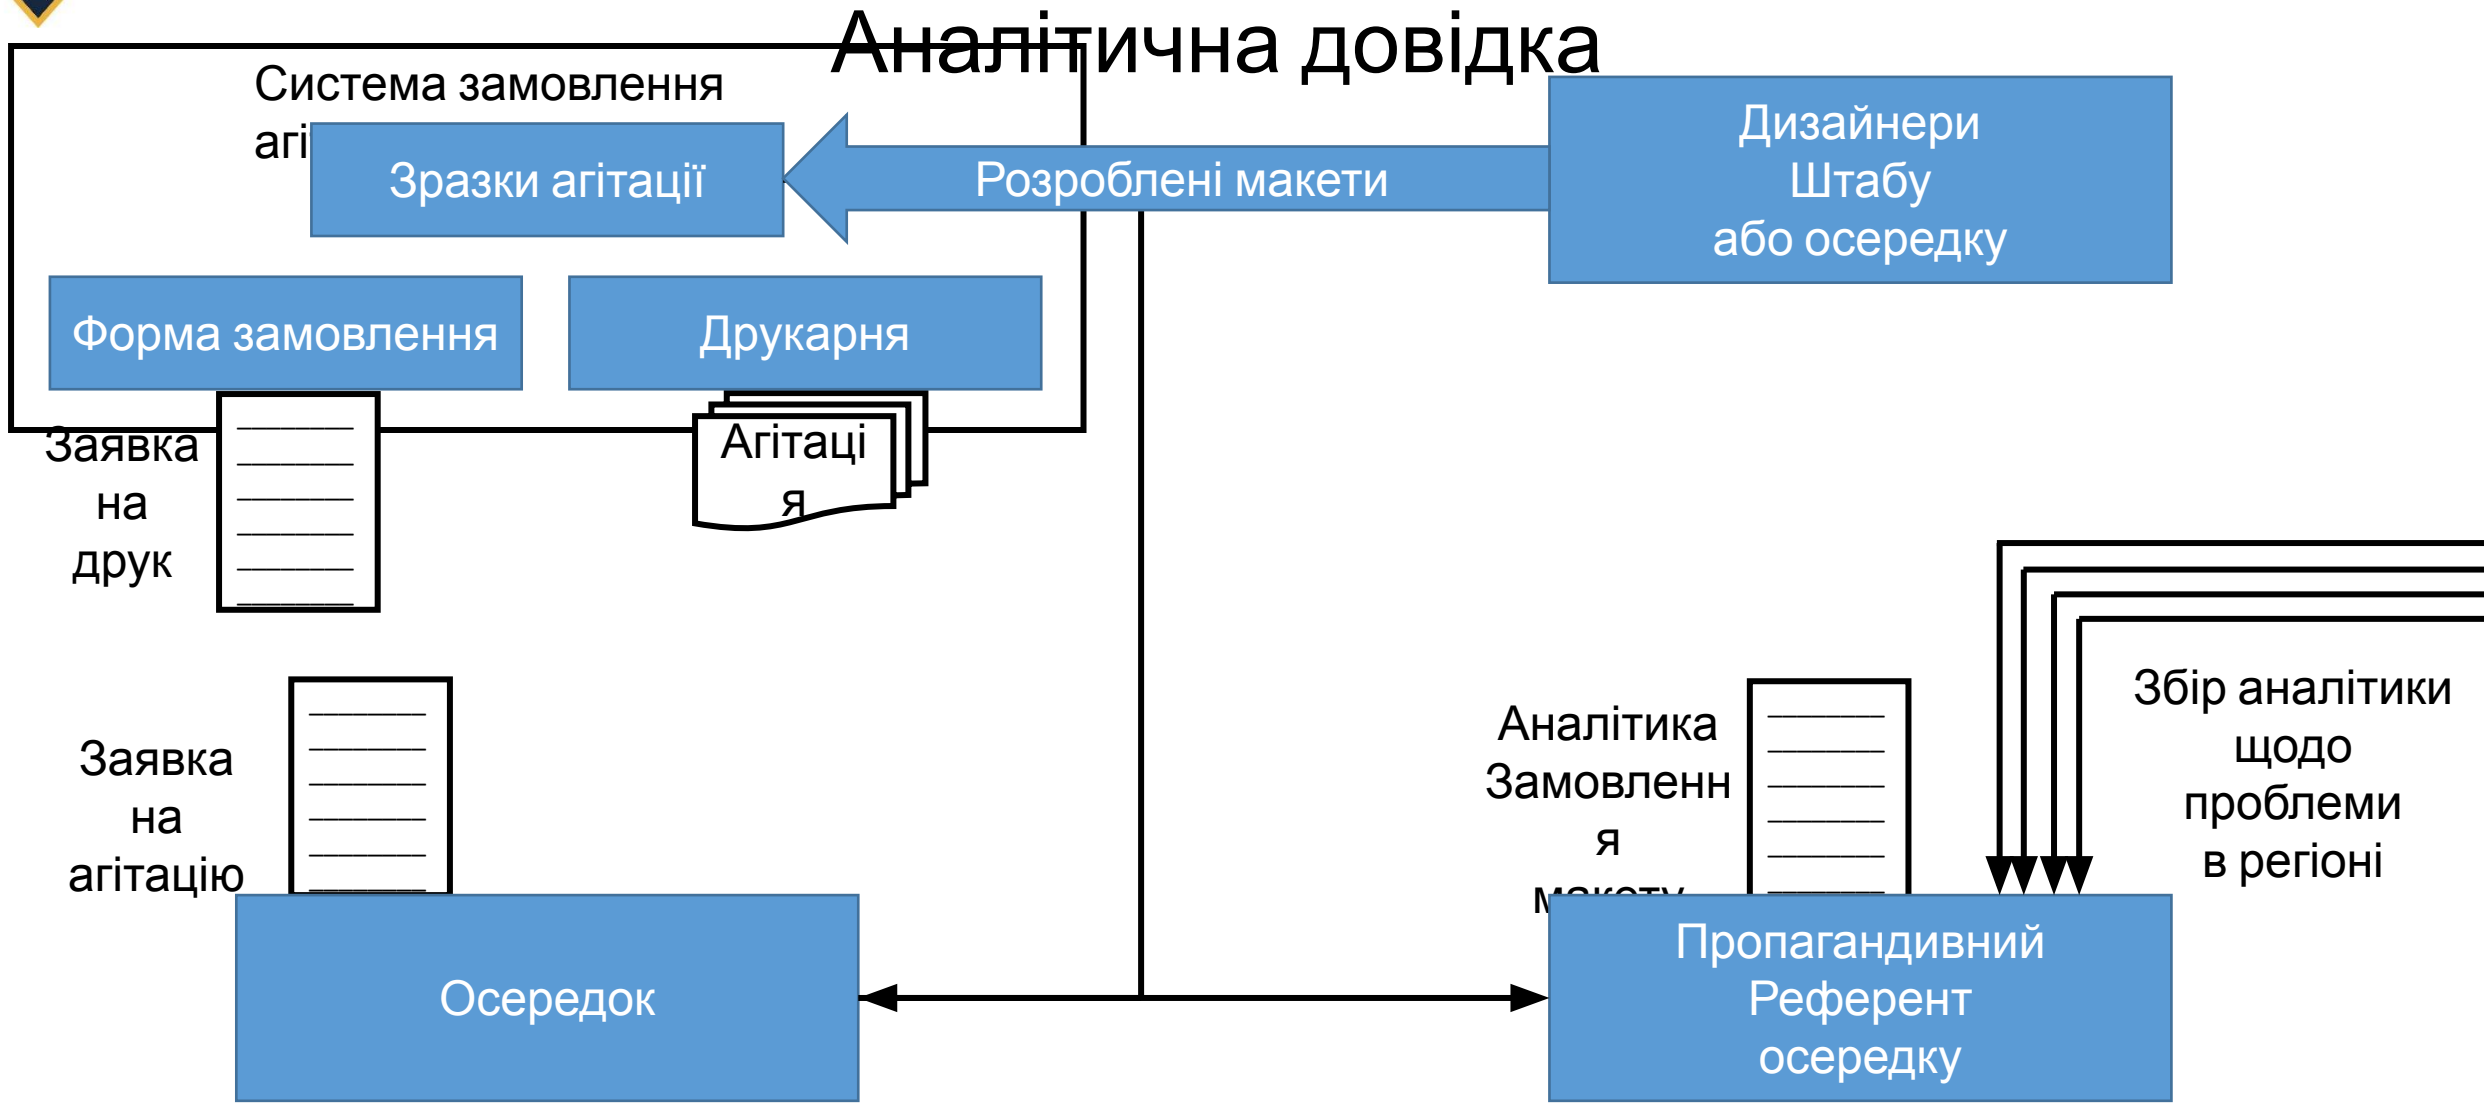 Аналітична довідка
Система замовлення
Зразки агітації
Розроблені макети
Дизайнери
Штабу
або осередку
Форма замовлення
Друкарня
Заявка
на
друк
Агітаці
я
Заявка
на
агітацію
Аналітика
Замовленн
я
макету
Збір аналітики
щодо
проблеми
в регіоні
Осередок
Пропагандивний
Референт
осередку